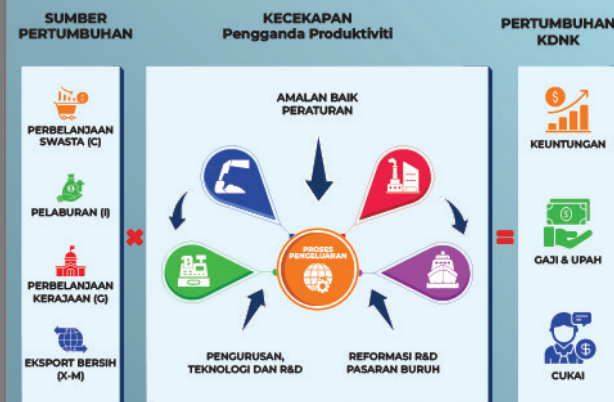 SUMBER
PERTUMBUHAN
KECEKAPAN
Pengganda Produktiviti
PERTUMBUHAN
KDNK
PERBELANJAAN
SWASTA (C)
PELABURAN (I)
PERBELANJAAN
KERAJAAN (G)
EKSPORT BERSIH
(X-M)
×
AMALAN BAIK
PERATURAN
PROSES
PENGELUARAN
PENGURUSAN,
TEKNOLOGI DAN R&D
REFORMASI R&D
PASARAN BURUH
=
KEUNTUNGAN
GAJI & UPAH
CUKAI